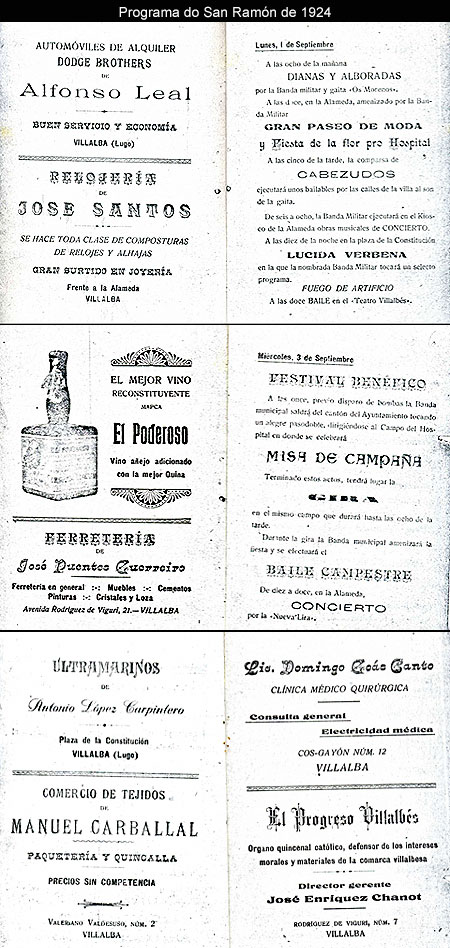 Programa do San Ramón de 1924
AUTOMÓVILES DE ALQUILER
DODGE BROTHERS
DE
Alfonso Leal
BUEN SERVICIO Y ECONOMÍA
VILLALBA (Lugo)
RELOJERÍA
DE
JOSE SANTOS
SE HACE TODA CLASE DE COMPOSTURAS
DE RELOJES Y ALHAJAS
GRAN SURTIDO EN JOYERÍA
Frente a la Alameda
VILLALBA
Lunes, 1 de Septiembre
A las ocho de la mañana
DIANAS Y ALBORADAS
por la Banda militar y gaita «Os Morenos».
A las doce, en la Alameda, amenizado por la Ban-
da Militar
GRAN PASEO DE MODA
y Fiesta de la flor pro Hospital
A las cinco de la tarde, la comparsa de
CABEZUDOS
ejecutará unos bailables por las calles de la villa al son
de la gaita.
De seis a ocho, la Banda Militar ejecutará en el Kios-
co de la Alameda obras musicales de CONCIERTO.
A las diez de la noche en la plaza de la Constitución
LUCIDA VERBENA
en la que la nombrada Banda Militar tocará un selecto
programa.
FUEGO DE ARTIFICIO
A las doce BAILE en el «Teatro Villalbés».
EL MEJOR VINO
RECONSTITUYENTE
MARCA
El Poderoso
Vino añejo adicionado
con la mejor Quina
FERRETERÍA
DE
José Puentes Guerreiro
Ferretería en general :-: Muebles :-: Cementos
Pinturas :-: Cristales y Loza
Avenida Rodríguez de Viguri, 21.—VILLALBA
Miércoles, 3 de Septiembre
FESTIVAL BENÉFICO
A las once, previo disparo de bombas la Banda
municipal saldrá del cantón del Ayuntamiento tocando
un alegre pasodoble, dirigiéndose al Campo del Hos-
pital en donde se celebrará
MISA DE CAMPAÑA
Terminado estos actos, tendrá lugar la
GIRA
en el mismo campo que durará hasta las ocho de la
tarde.
Durante la gira la Banda municipal amenizará la
fiesta y se efectuará el
BAILE CAMPESTRE
De diez a doce, en la Alameda,
CONCIERTO
por la «Nueva Lira».
ULTRAMARINOS
DE
Antonio López Carpintero
Plaza de la Constitución
VILLALBA (Lugo)
COMERCIO DE TEJIDOS
DE
MANUEL CARBALLAL
PAQUETERÍA Y QUINCALLA
PRECIOS SIN COMPETENCIA
VALERIANO VALDESUSO, NÚM. 2
VILLALBA
Lic. Domingo Goás Canto
CLÍNICA MÉDICO QUIRÚRGICA
Consulta general
Electricidad médica
COS-GAYÓN NÚM. 12
VILLALBA
El Progreso Villalbés
Organo quincenal católico, defensor de los intereses
morales y materiales de la comarca villalbesa
Director gerente
José Enríquez Chanot
RODRÍGUEZ DE VIGURI, NÚM. 7
VILLALBA